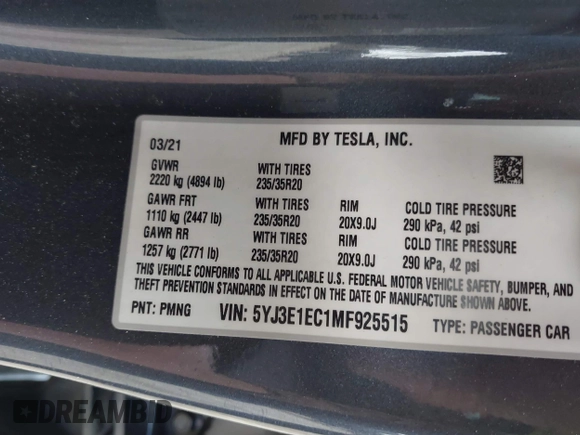 MFD BY TESLA, INC.
03/21
GVWR WITH TIRES
2220 kg (4894 lb) 235/35R20
GAWR FRT WITH TIRES RIM COLD TIRE PRESSURE
1110 kg (2447 lb) 235/35R20 20X9.0J 290 kPa, 42 psi
GAWR RR WITH TIRES RIM COLD TIRE PRESSURE
1257 kg (2771 lb) 235/35R20 20X9.0J 290 kPa, 42 psi
THIS VEHICLE CONFORMS TO ALL APPLICABLE U.S. FEDERAL MOTOR VEHICLE SAFETY, BUMPER, AND
THEFT PREVENTION STANDARDS IN EFFECT ON THE DATE OF MANUFACTURE SHOWN ABOVE.
PNT: PMNG VIN: 5YJ3E1EC1MF925515 TYPE: PASSENGER CAR
DREAMBID